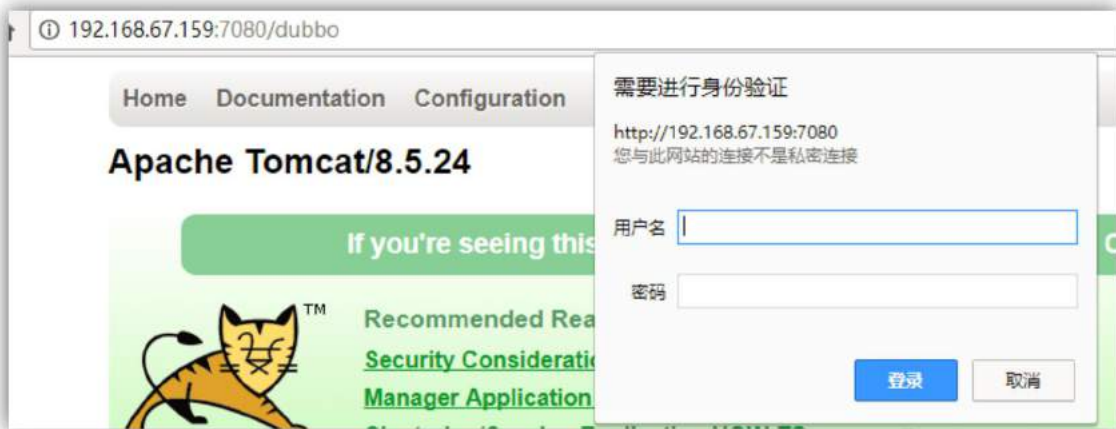 192.168.67.159:7080/dubbo
Home Documentation Configuration
需要进行身份验证
http://192.168.67.159:7080
您与此网站的连接不是私密连接
Apache Tomcat/8.5.24
用户名
If you're seeing this
密码
TM
Recommended Rea
Security Consideratio
Manager Application
登录 取消